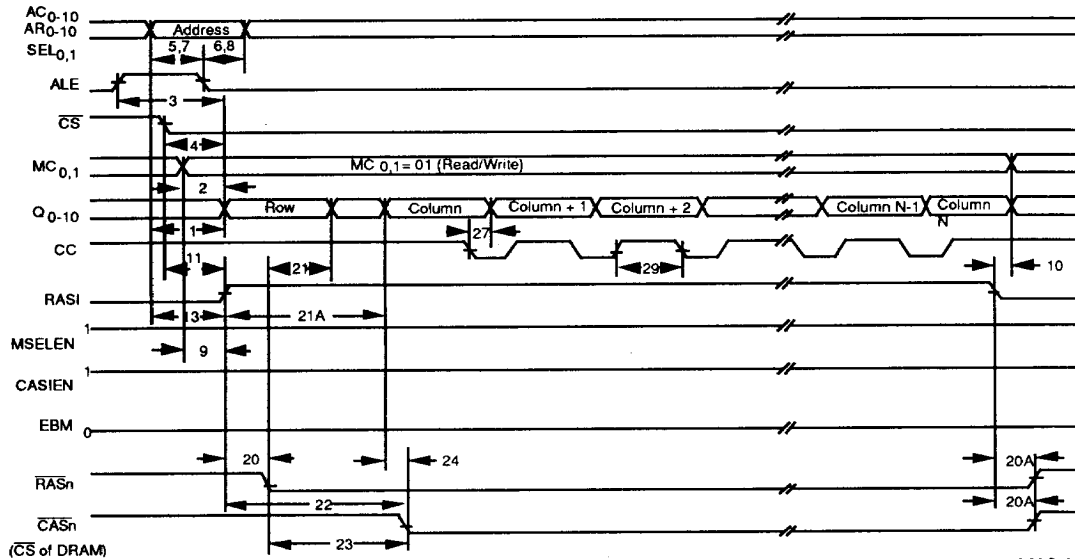 AC0-10
AR0-10
Address
SEL0,1
5,7
6,8
ALE
3
CS
4
MC0,1
MC 0,1 = 01 (Read/Write)
2
Q0-10
Row
Column
Column + 1
Column + 2
Column N-1
Column
N
1
27
CC
11
21
29
10
RASI
13
21A
1
MSELEN
9
1
CASIEN
EBM 0
20
24
20A
RASn
22
20A
CASn
23
(CS of DRAM)